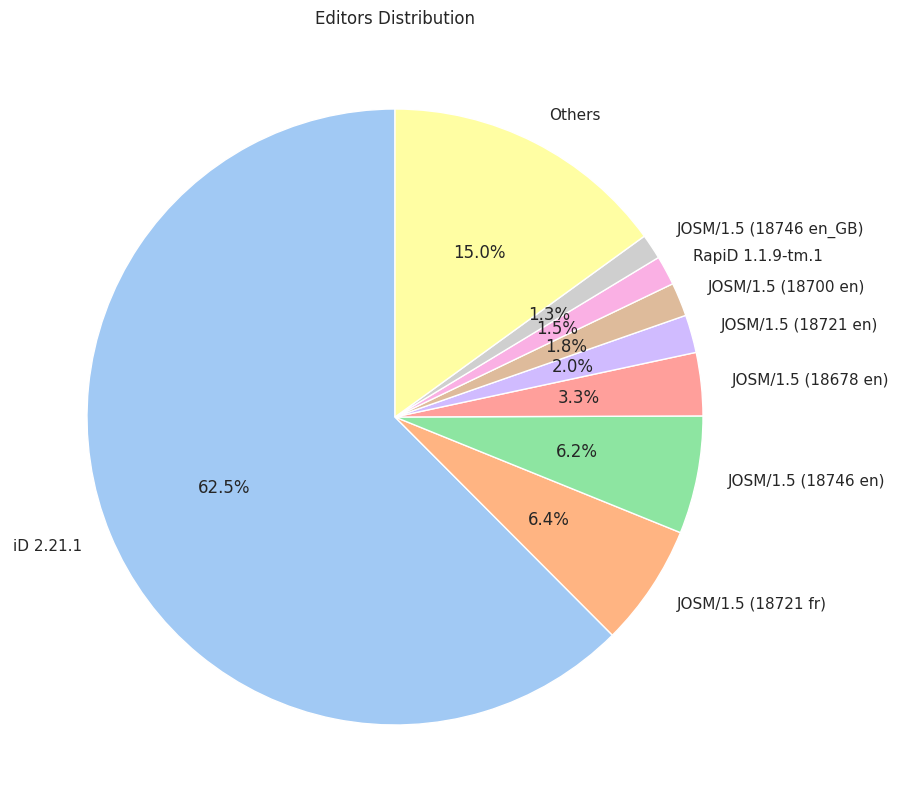 Editors Distribution
Others
15.0%
JOSM/1.5 (18746 en_GB)
1.3%
RapiD 1.1.9-tm.1
1.5%
JOSM/1.5 (18700 en)
1.8%
JOSM/1.5 (18721 en)
2.0%
JOSM/1.5 (18678 en)
3.3%
JOSM/1.5 (18746 en)
6.2%
JOSM/1.5 (18721 fr)
6.4%
iD 2.21.1
62.5%